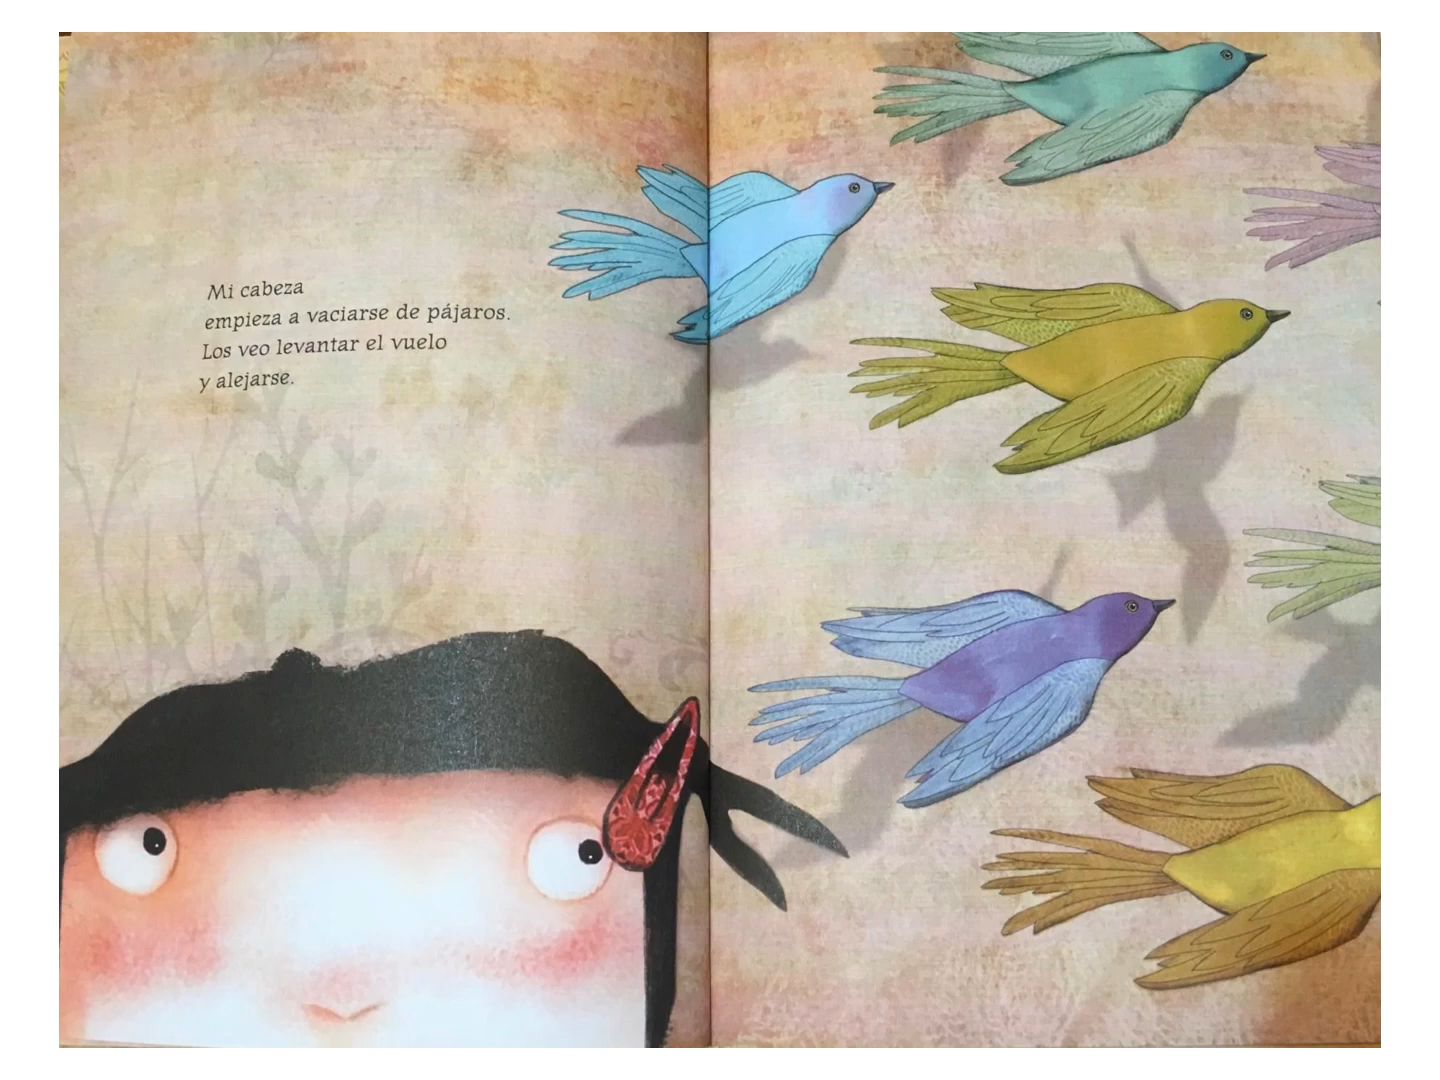 Mi cabeza
empieza a vaciarse de pájaros.
Los veo levantar el vuelo
y alejarse.